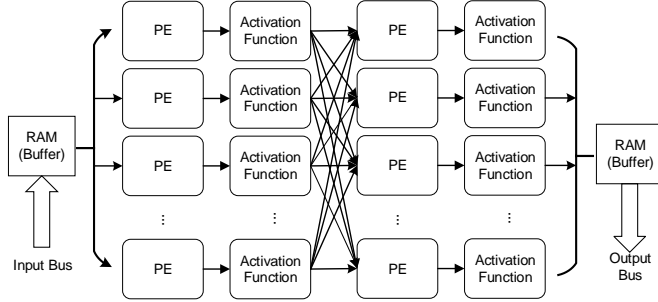 PE
Activation
Function
PE
Activation
Function
PE
Activation
Function
PE
Activation
Function
RAM
(Buffer)
RAM
(Buffer)
PE
Activation
Function
PE
Activation
Function
...
...
...
...
Input Bus
PE
Activation
Function
PE
Activation
Function
Output
Bus